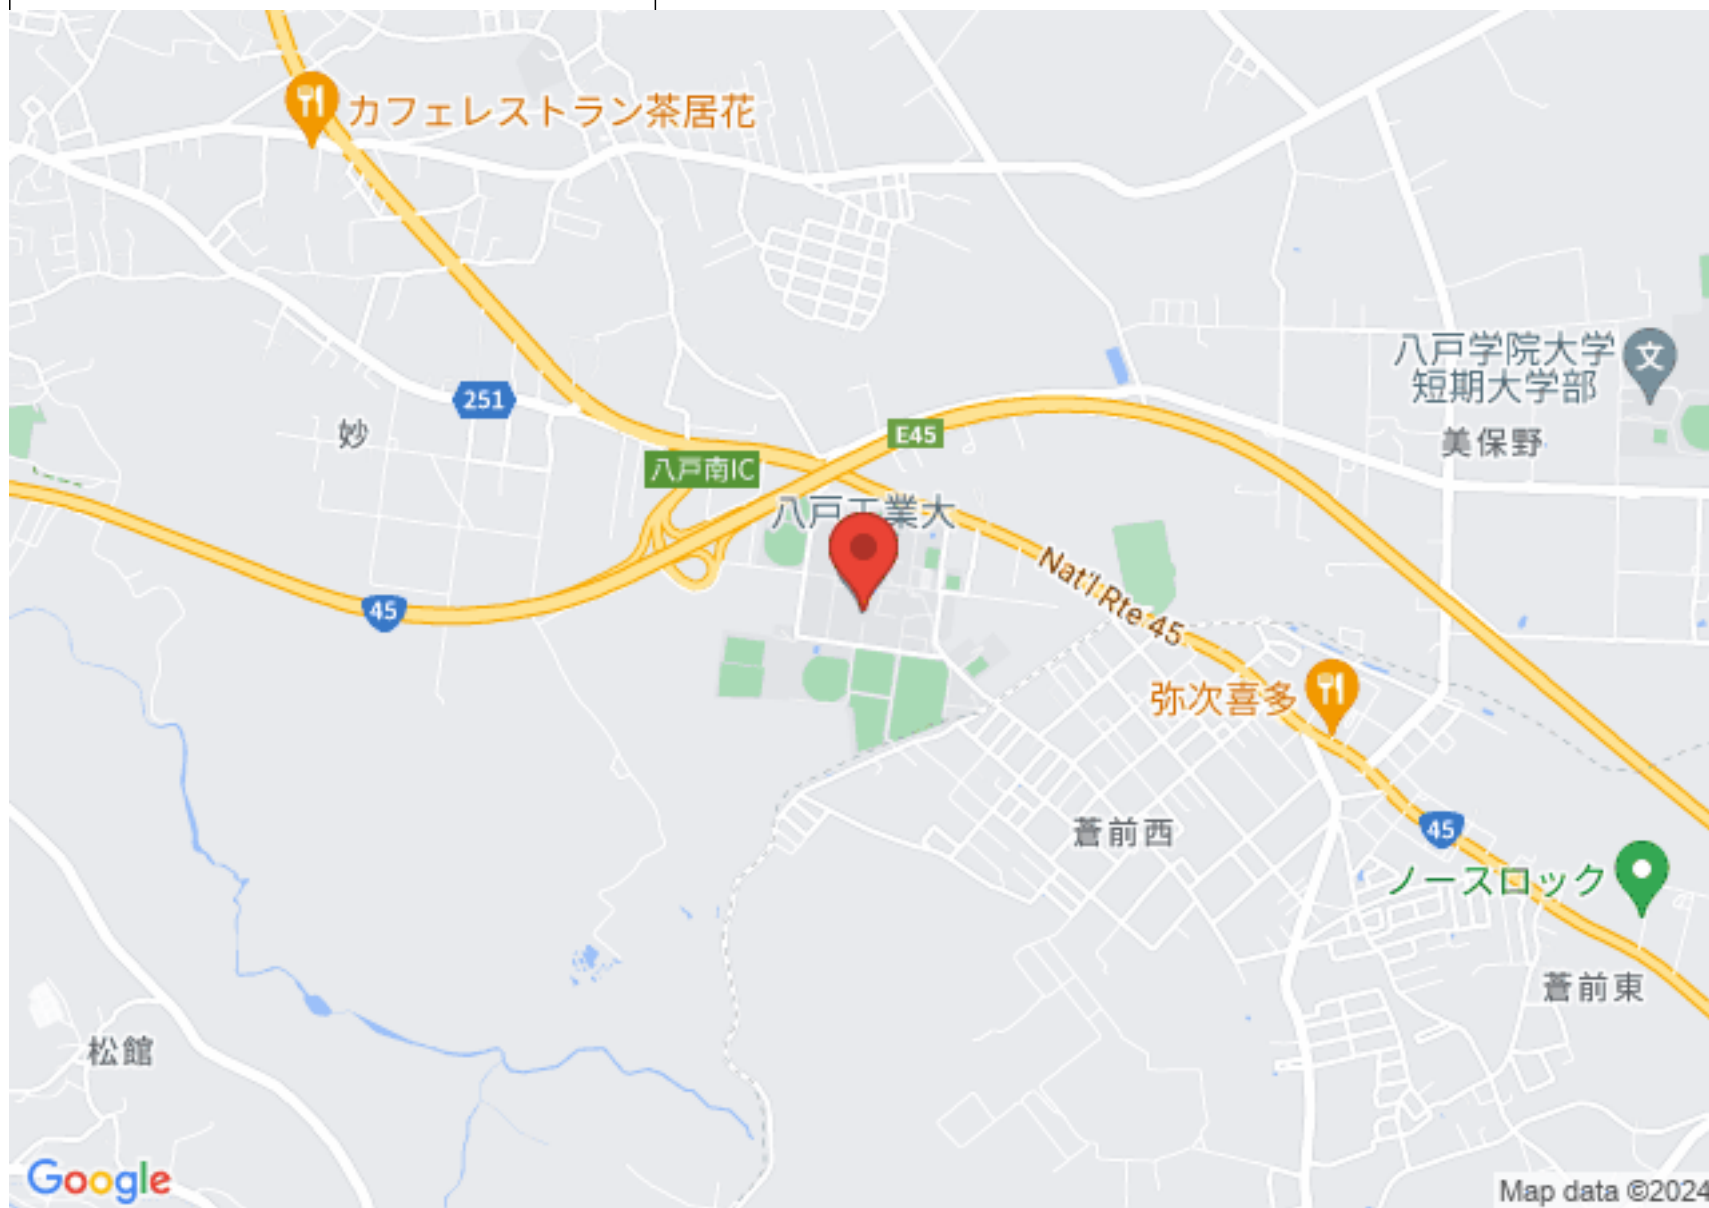 カフェレストラン茶居花
八戸学院大学
短期大学部
文
251
妙
E45
美保野
八戸南IC
八戸工業大
Nat'l Rte 45
45
弥次喜多
蒼前西
45
ノースロック
蒼前東
松館
Google
Map data ©2024